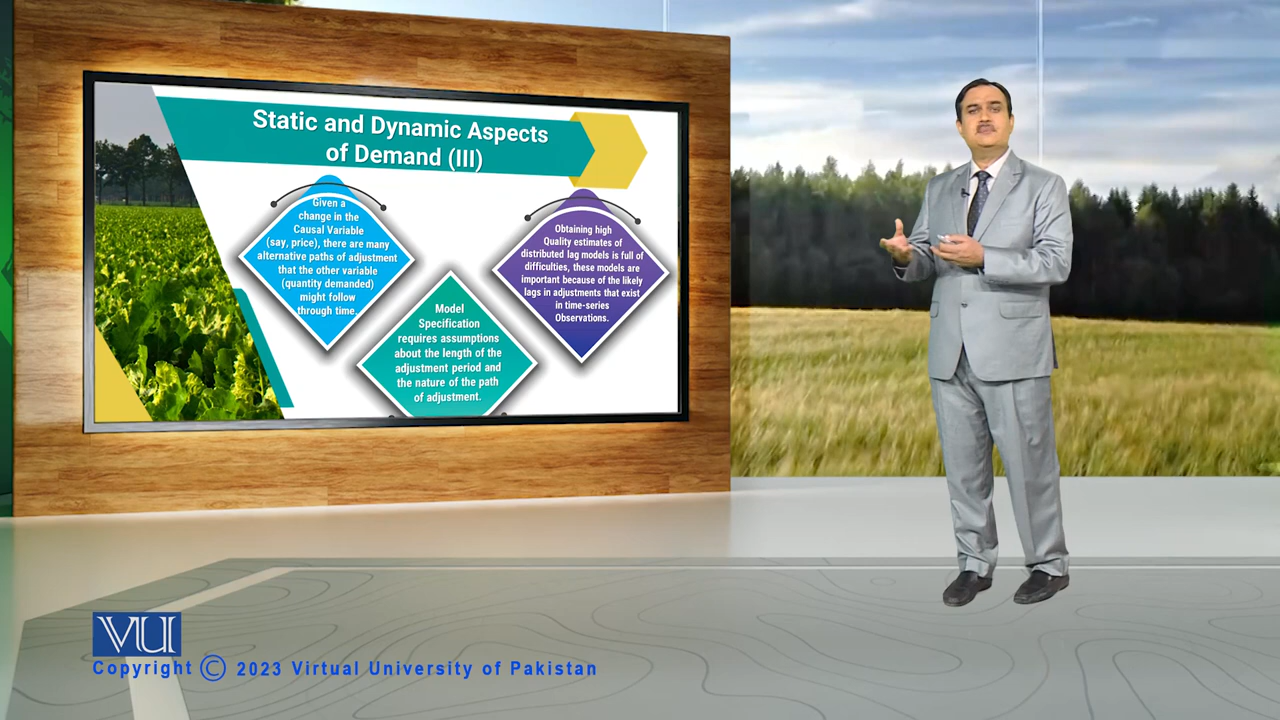 Static and Dynamic Aspects
of Demand (III)
Given a
change in the
Causal Variable
(say, price), there are many
alternative paths of adjustment
that the other variable
(quantity demanded)
might follow
through time.
Model
Specification
requires assumptions
about the length of the
adjustment period and
the nature of the path
of adjustment.
Obtaining high
Quality estimates of
distributed lag models is full of
difficulties, these models are
important because of the likely
lags in adjustments that exist
in time-series
Observations.
VU
Copyright © 2023 Virtual University of Pakistan